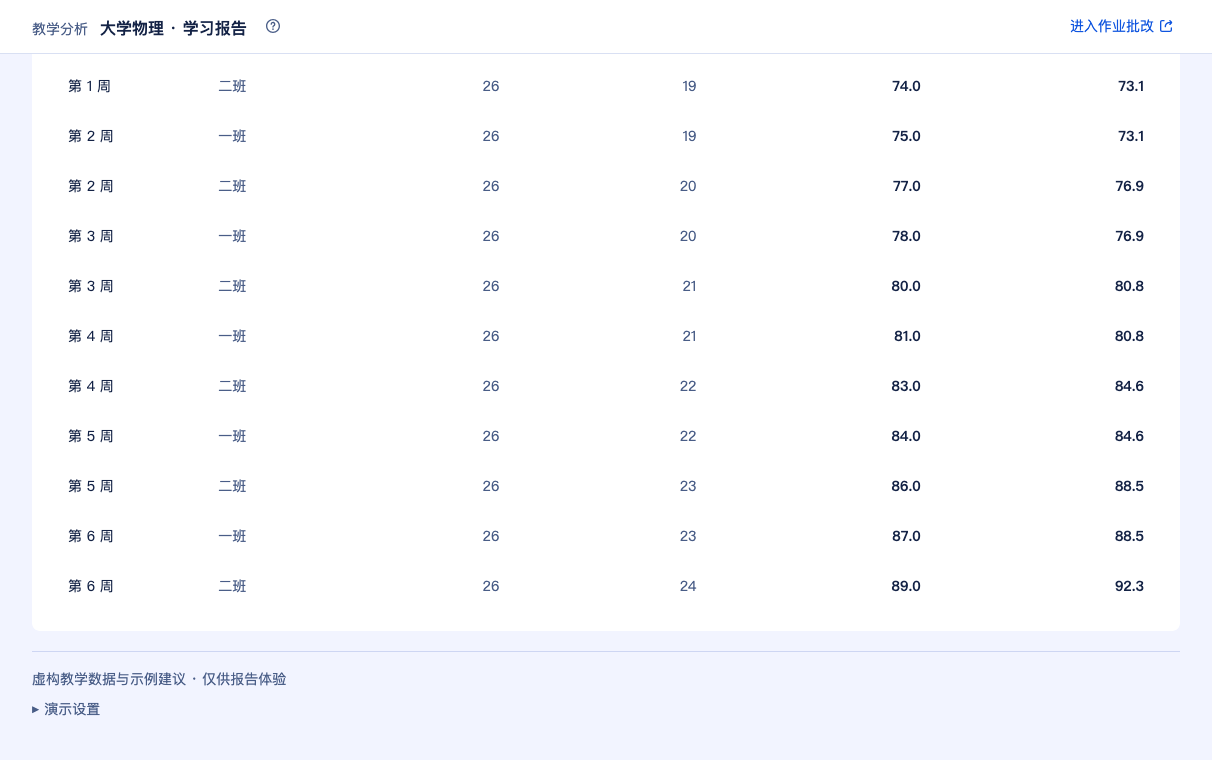 教学分析 大学物理 · 学习报告 进入作业批改
第 1 周 二班 26 19 74.0 73.1
第 2 周 一班 26 19 75.0 73.1
第 2 周 二班 26 20 77.0 76.9
第 3 周 一班 26 20 78.0 76.9
第 3 周 二班 26 21 80.0 80.8
第 4 周 一班 26 21 81.0 80.8
第 4 周 二班 26 22 83.0 84.6
第 5 周 一班 26 22 84.0 84.6
第 5 周 二班 26 23 86.0 88.5
第 6 周 一班 26 23 87.0 88.5
第 6 周 二班 26 24 89.0 92.3
虚构教学数据与示例建议 · 仅供报告体验
▸ 演示设置